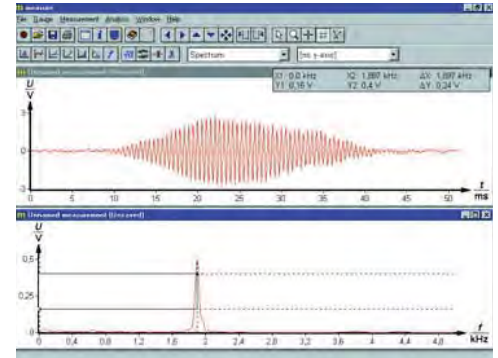 measure
File Gauge Measurement Analysis Window Help
Spectrum [ms y-axis]
Unnamed measurement (Unsaved)
X1: 0,0 kHz X2: 1,897 kHz ΔX: 1,897 kHz
Y1: 0,16 V Y2: 0,4 V ΔY: 0,24 V
U
V
3
0
-3
0 5 10 15 20 25 30 35 40 45 50
t
ms
Unnamed measurement (Unsaved)
U
V
0,5
0,25
0
0 0,4 0,8 1,2 1,6 2 2,4 2,8 3,2 3,6 4 4,4 4,8
f
kHz